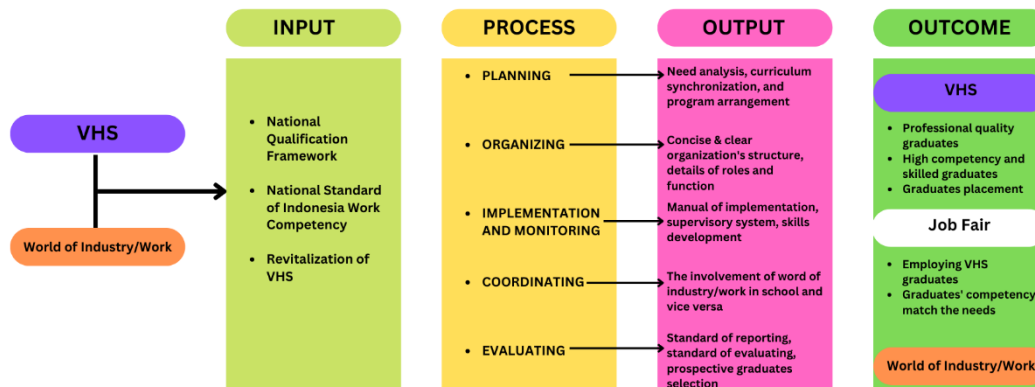 INPUT
PROCESS
OUTPUT
OUTCOME
VHS
World of Industry/Work
• National
Qualification
Framework
• National Standard
of Indonesia Work
Competency
• Revitalization of
VHS
• PLANNING
• ORGANIZING
• IMPLEMENTATION
AND MONITORING
• COORDINATING
• EVALUATING
Need analysis, curriculum
synchronization, and
program arrangement
Concise & clear
organization's structure,
details of roles and
function
Manual of implementation,
supervisory system, skills
development
The involvement of word of
industry/work in school and
vice versa
Standard of reporting,
standard of evaluating,
prospective graduates
selection
VHS
• Professional quality
graduates
• High competency and
skilled graduates
• Graduates placement
Job Fair
• Employing VHS
graduates
• Graduates' competency
match the needs
World of Industry/Work